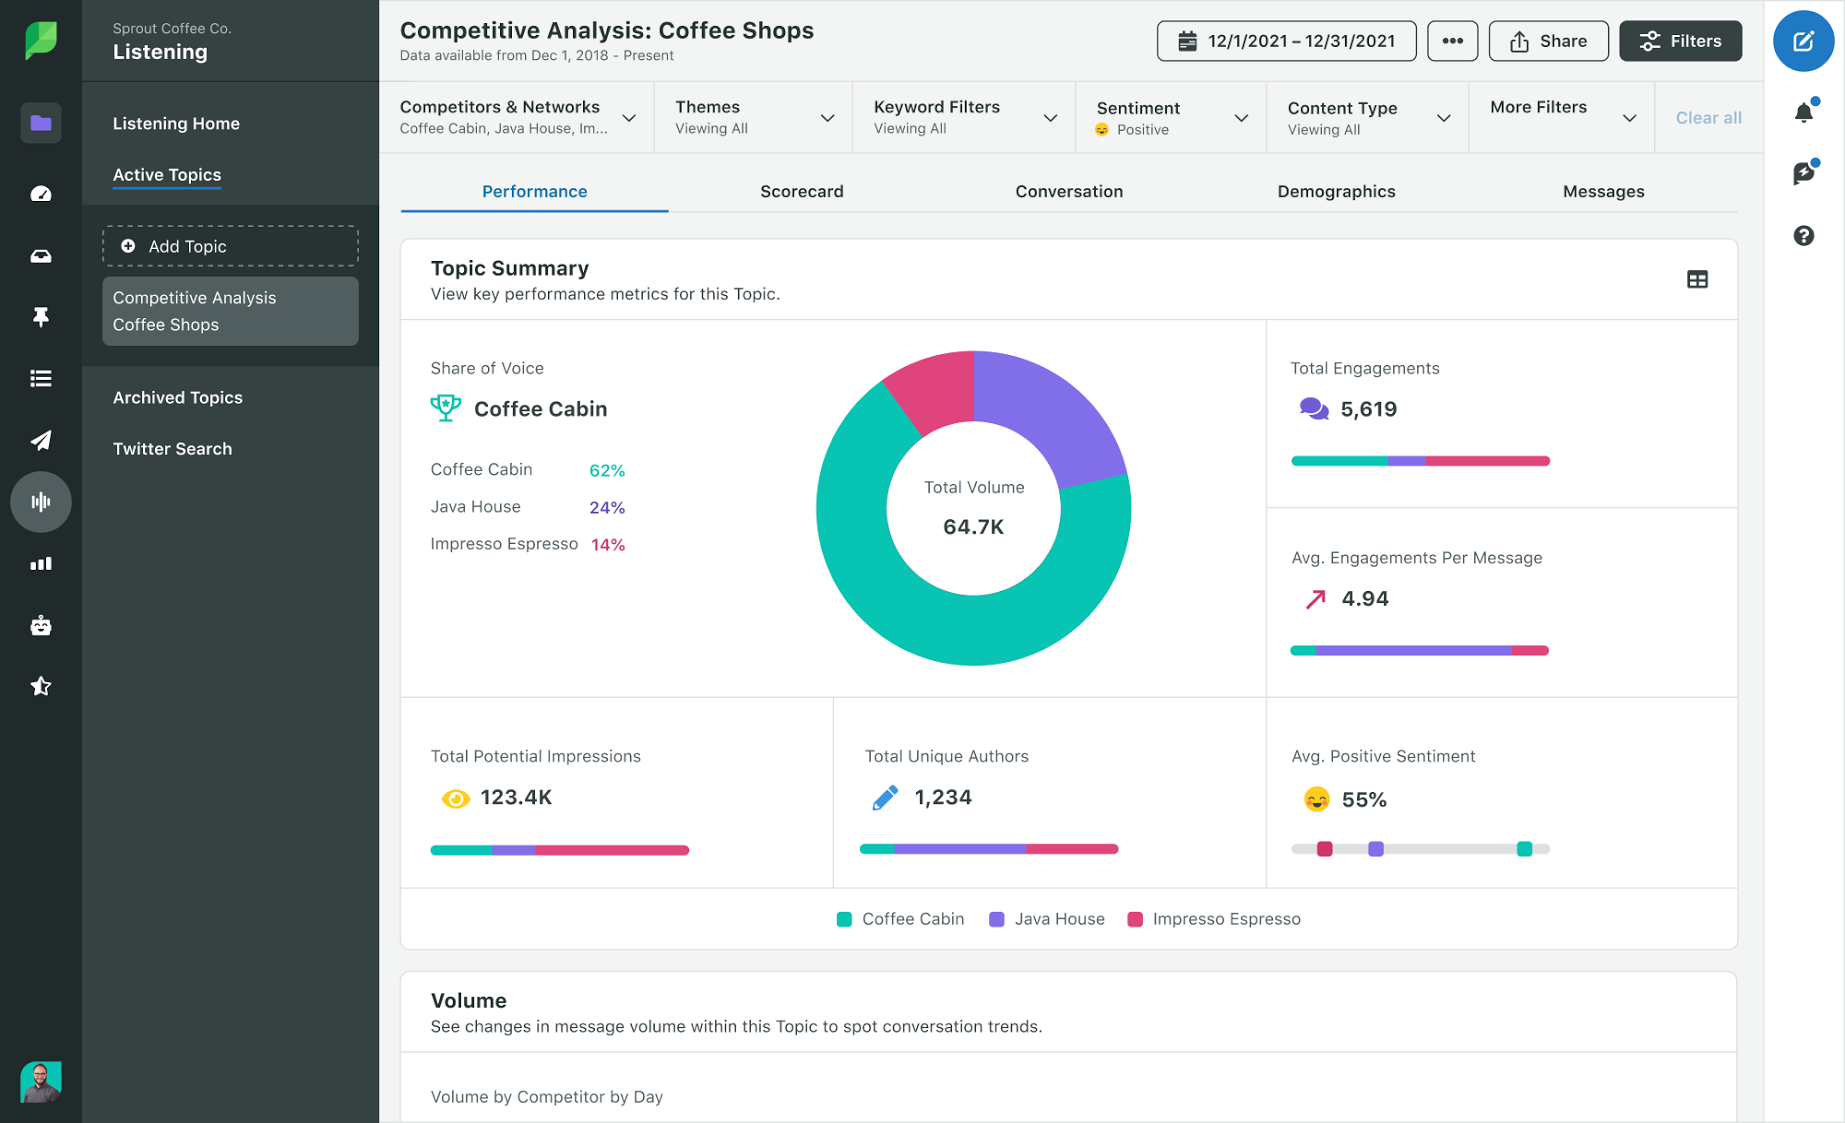 Sprout Coffee Co.
Listening
Listening Home
Active Topics
Add Topic
Competitive Analysis
Coffee Shops
Archived Topics
Twitter Search
Competitive Analysis: Coffee Shops
Data available from Dec 1, 2018 - Present
12/1/2021 – 12/31/2021
Share
Filters
Competitors & Networks
Coffee Cabin, Java House, Im...
Themes
Viewing All
Keyword Filters
Viewing All
Sentiment
Positive
Content Type
Viewing All
More Filters
Clear all
Performance
Scorecard
Conversation
Demographics
Messages
Topic Summary
View key performance metrics for this Topic.
Share of Voice
Coffee Cabin
Coffee Cabin 62%
Java House 24%
Impresso Espresso 14%
Total Volume
64.7K
Total Engagements
5,619
Avg. Engagements Per Message
4.94
Total Potential Impressions
123.4K
Total Unique Authors
1,234
Avg. Positive Sentiment
55%
Coffee Cabin
Java House
Impresso Espresso
Volume
See changes in message volume within this Topic to spot conversation trends.
Volume by Competitor by Day